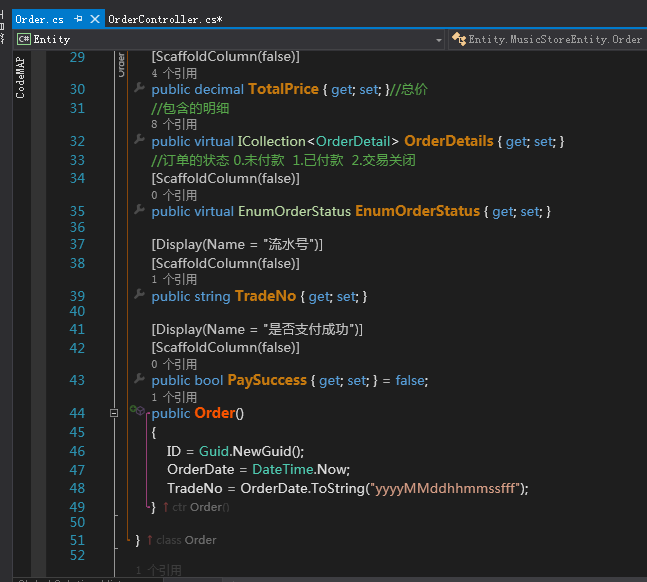 Order.cs OrderController.cs*
C# Entity Entity.MusicStoreEntity.Order
CodeMAP
Order
29 [ScaffoldColumn(false)]
4 个引用
30 public decimal TotalPrice { get; set; }//总价
31 //包含的明细
8 个引用
32 public virtual ICollection<OrderDetail> OrderDetails { get; set; }
33 //订单的状态 0.未付款 1.已付款 2.交易关闭
34 [ScaffoldColumn(false)]
0 个引用
35 public virtual EnumOrderStatus EnumOrderStatus { get; set; }
36
37 [Display(Name = "流水号")]
38 [ScaffoldColumn(false)]
1 个引用
39 public string TradeNo { get; set; }
40
41 [Display(Name = "是否支付成功")]
42 [ScaffoldColumn(false)]
0 个引用
43 public bool PaySuccess { get; set; } = false;
1 个引用
44 public Order()
45 {
46 ID = Guid.NewGuid();
47 OrderDate = DateTime.Now;
48 TradeNo = OrderDate.ToString("yyyyMMddhhmmssfff");
49 } ↑ ctr Order()
50
51 } ↑ class Order
52
1 个引用